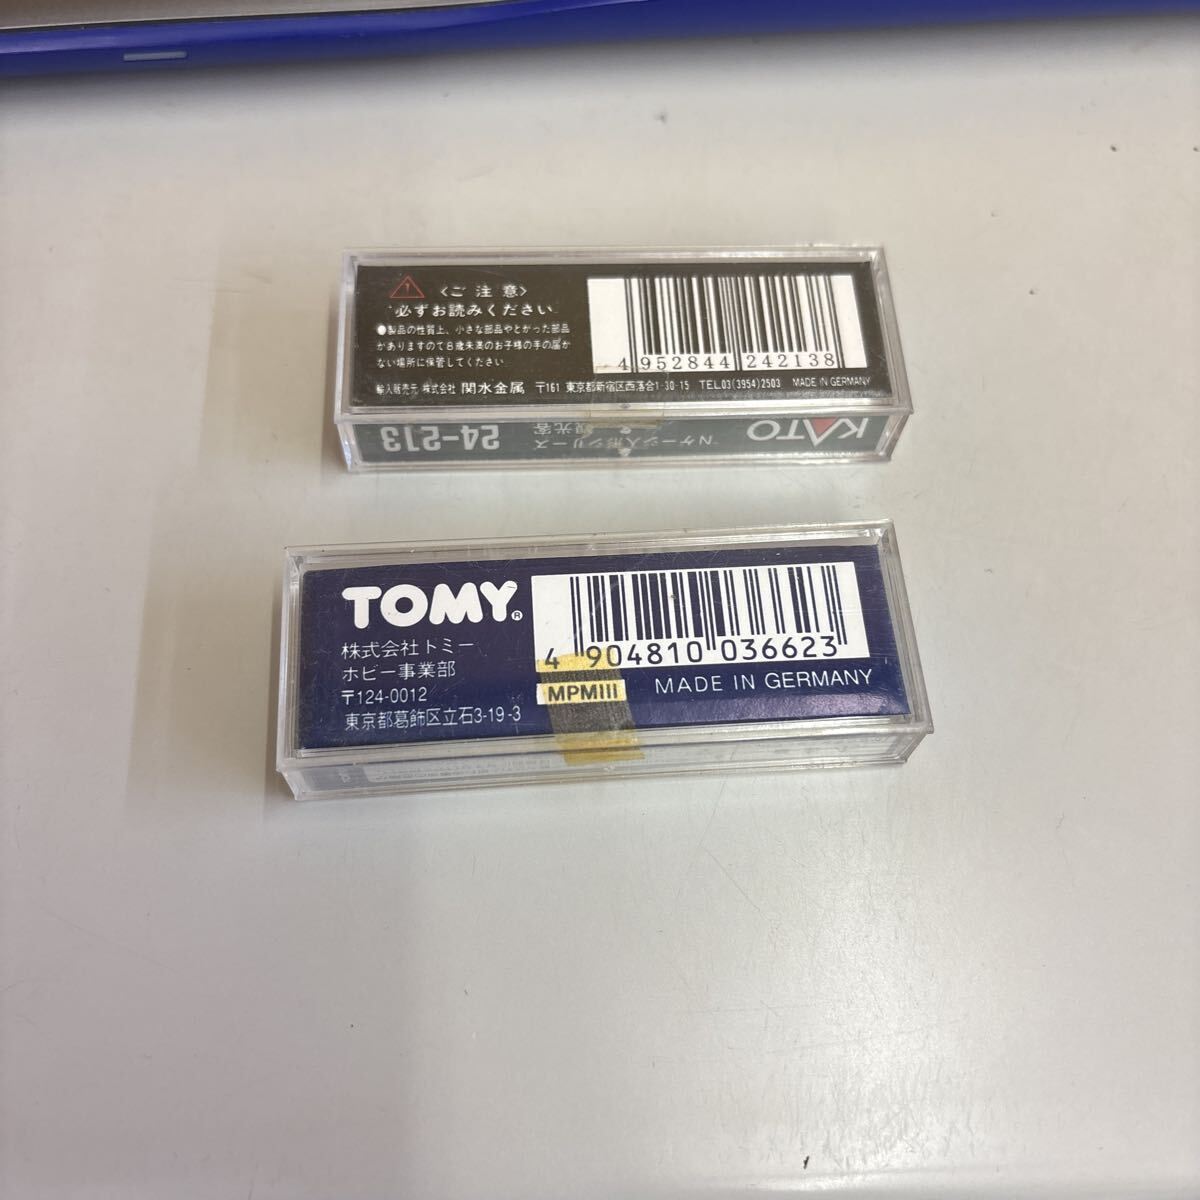 〈ご注意〉
必ずお読みください
●製品の性質上、小さな部品やとがった部品
がありますので8歳未満のお子様の手の届か
ない場所に保管してください。
4 952844 242138
輸入販売元 株式会社 関水金属 〒161 東京都新宿区西落合1-30-15 TEL.03(3954)2503 MADE IN GERMANY
KATO Nゲージ人形シリーズ 24-213
観光客
TOMY®
株式会社トミー
ホビー事業部
〒124-0012
東京都葛飾区立石3-19-3
4 904810 036623
MPMIII MADE IN GERMANY